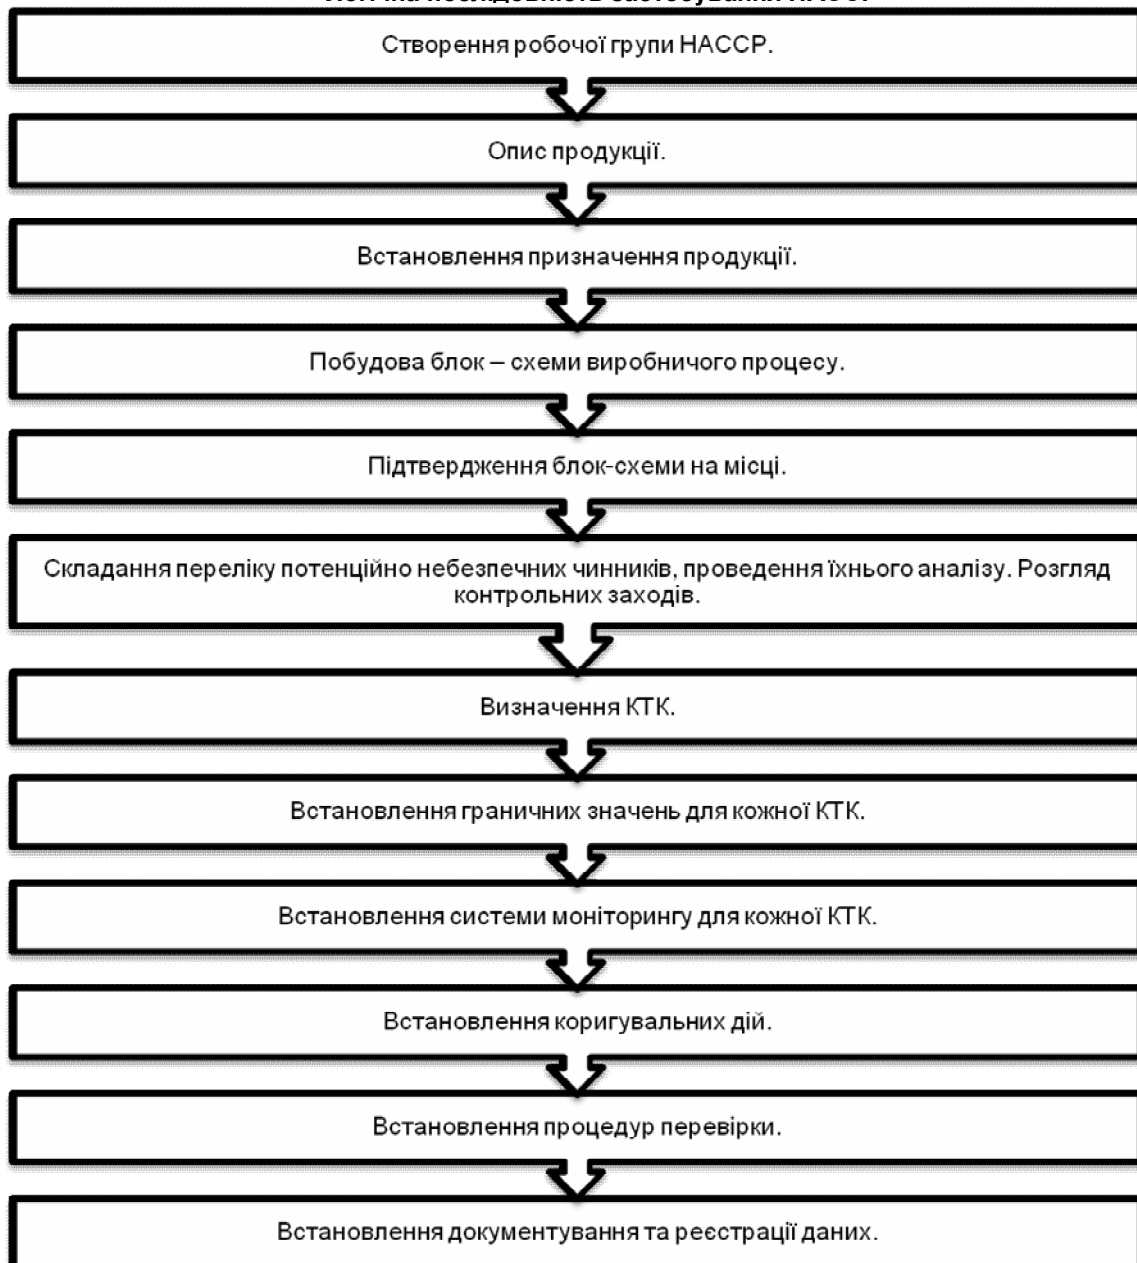 Створення робочої групи НАССР.
Опис продукції.
Встановлення призначення продукції.
Побудова блок – схеми виробничого процесу.
Підтвердження блок-схеми на місці.
Складання переліку потенційно небезпечних чинників, проведення їхнього аналізу. Розгляд
контрольних заходів.
Визначення КТК.
Встановлення граничних значень для кожної КТК.
Встановлення системи моніторингу для кожної КТК.
Встановлення коригувальних дій.
Встановлення процедур перевірки.
Встановлення документування та реєстрації даних.